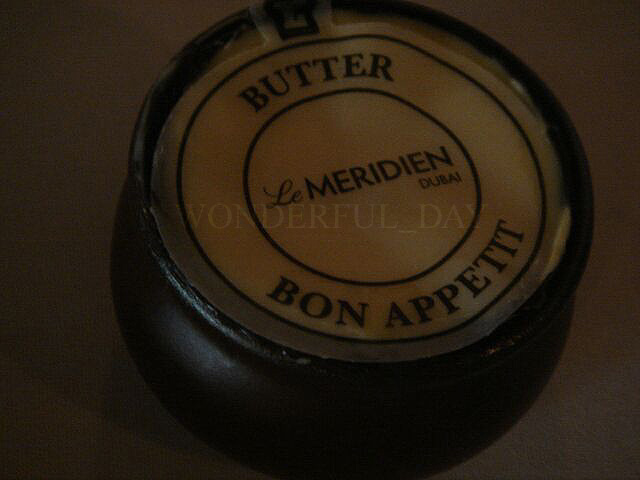 BUTTER
Le MERIDIEN
DUBAI
WONDERFUL_DAY
BON APPETIT